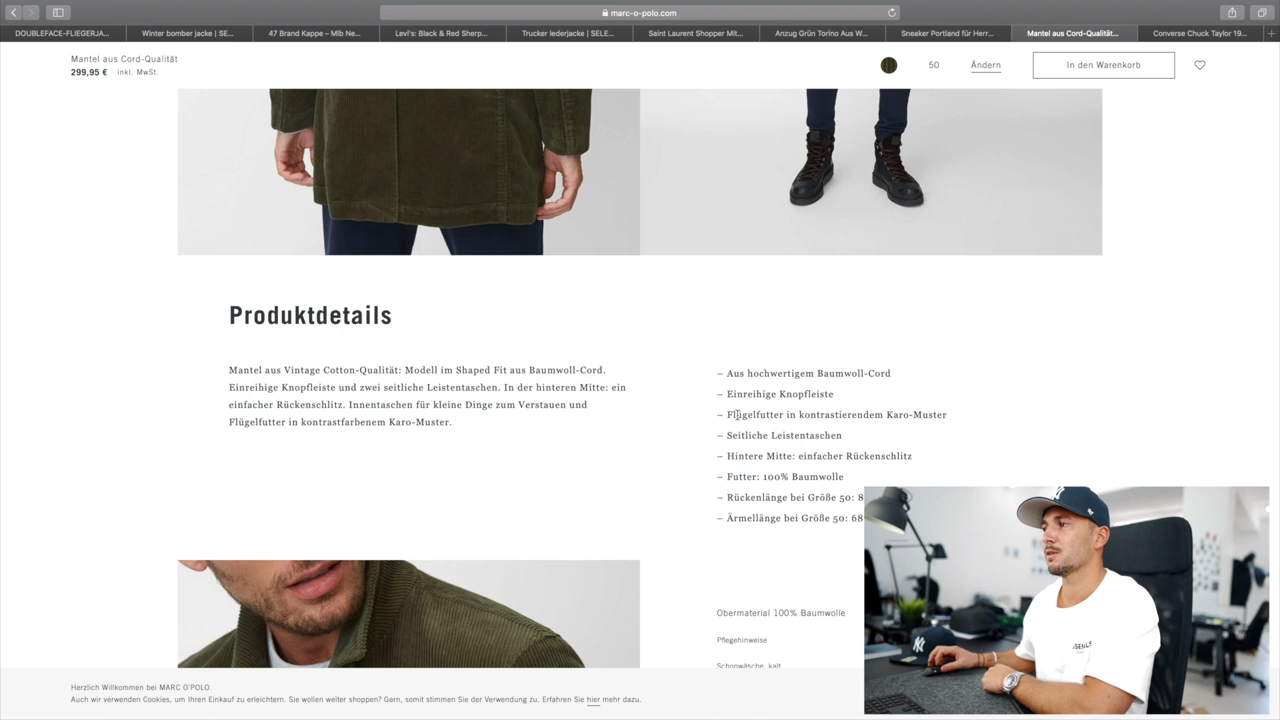 marc-o-polo.com
DOUBLEFACE-FLIEGERJA...
Winter bomber jacke | SE...
47 Brand Kappe – Mlb Ne...
Levi's: Black & Red Sherp...
Trucker lederjacke | SELE...
Saint Laurent Shopper Mit...
Anzug Grün Torino Aus W...
Sneaker Portland für Herr...
Mantel aus Cord-Qualität...
Converse Chuck Taylor 19...
Mantel aus Cord-Qualität
299,95 € inkl. MwSt.
50
Ändern
In den Warenkorb
Produktdetails
Mantel aus Vintage Cotton-Qualität: Modell im Shaped Fit aus Baumwoll-Cord.
Einreihige Knopfleiste und zwei seitliche Leistentaschen. In der hinteren Mitte: ein
einfacher Rückenschlitz. Innentaschen für kleine Dinge zum Verstauen und
Flügelfutter in kontrastfarbenem Karo-Muster.
– Aus hochwertigem Baumwoll-Cord
– Einreihige Knopfleiste
– Flügelfutter in kontrastierendem Karo-Muster
– Seitliche Leistentaschen
– Hintere Mitte: einfacher Rückenschlitz
– Futter: 100% Baumwolle
– Rückenlänge bei Größe 50: 8
– Ärmellänge bei Größe 50: 68
Obermaterial 100% Baumwolle
Pflegehinweise
Schonwäsche, kalt
Herzlich Willkommen bei MARC O'POLO.
Auch wir verwenden Cookies, um Ihren Einkauf zu erleichtern. Sie wollen weiter shoppen? Gern, somit stimmen Sie der Verwendung zu. Erfahren Sie hier mehr dazu.